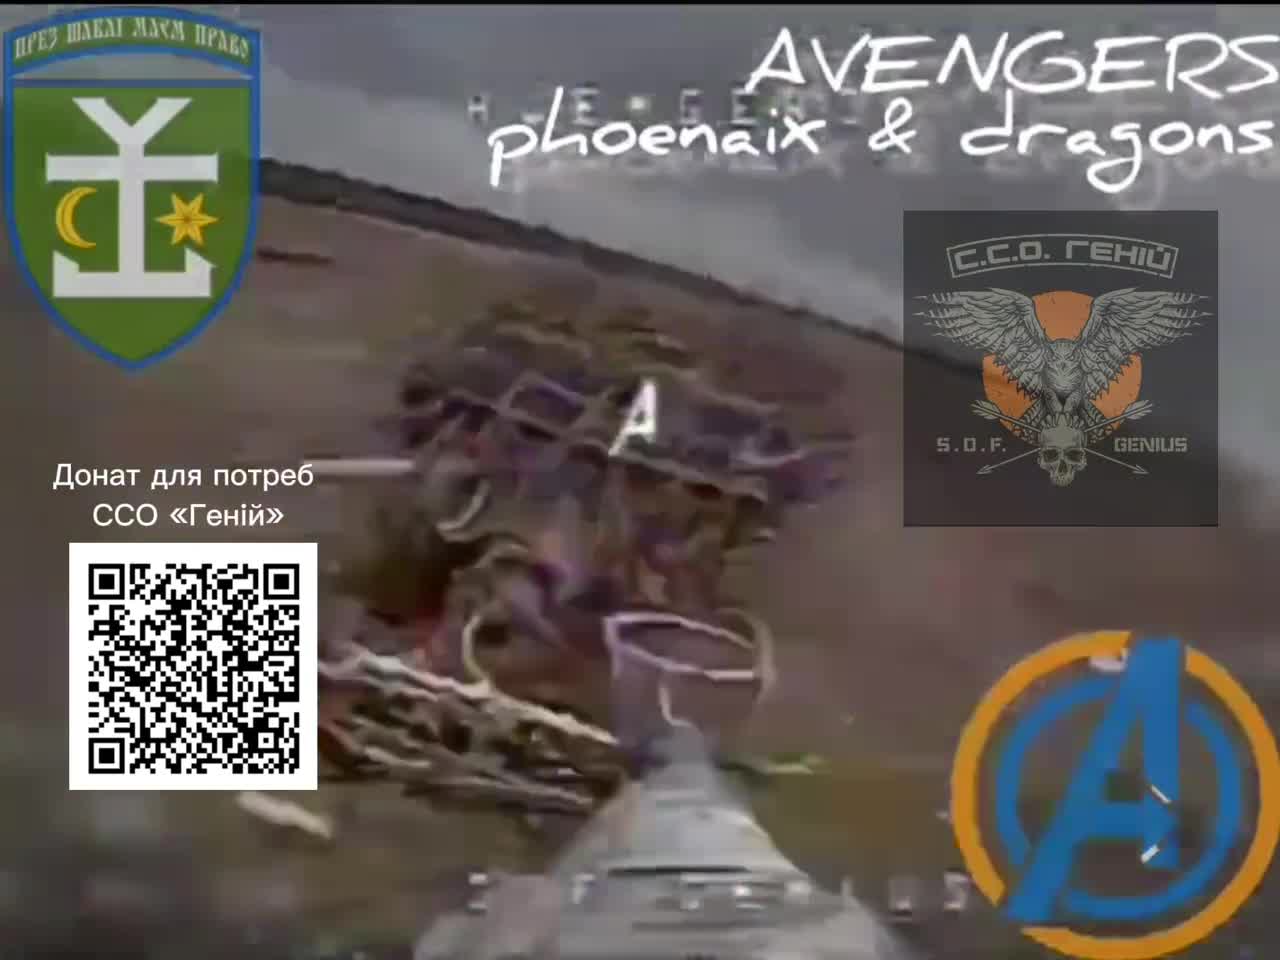 ПРЕЗ ШАБЛІ МАЄМ ПРАВО
AVENGERS
phoenaix & dragons
С.С.О. ГЕНІЙ
S.O.F. GENIUS
A
Донат для потреб
ССО «Геній»